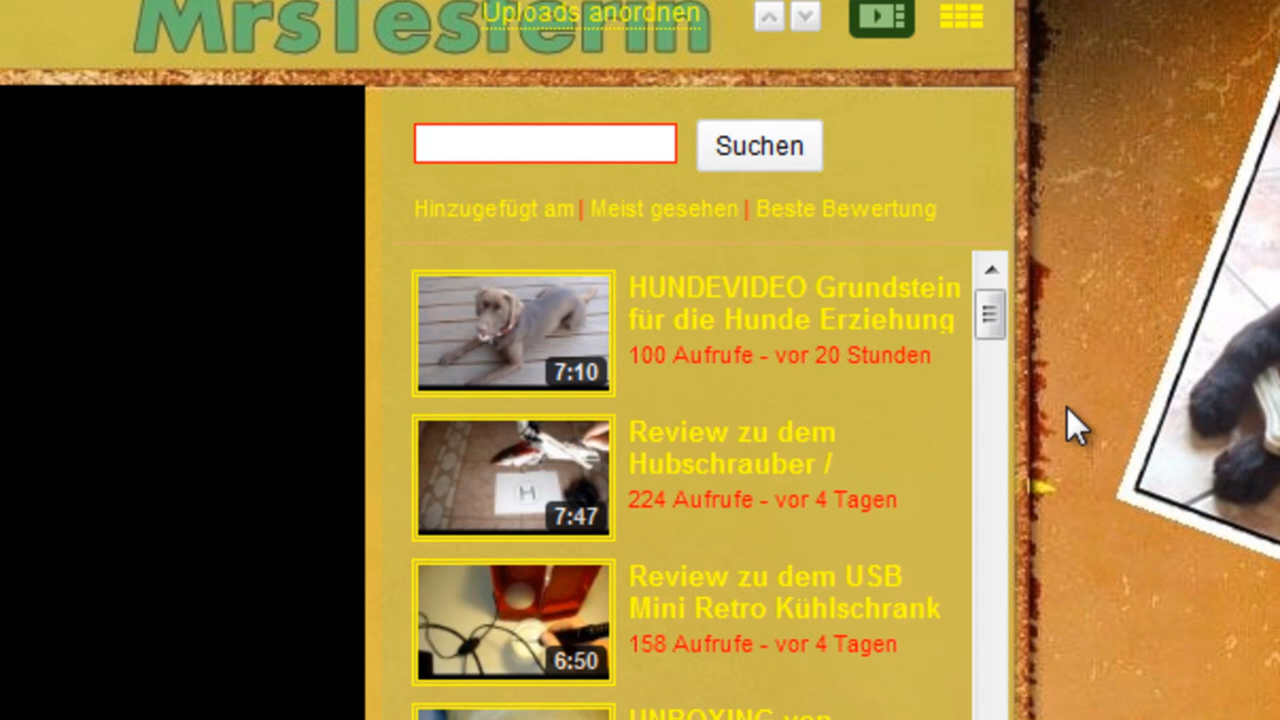 MrsTesterin
Uploads anordnen
Suchen
Hinzugefügt am | Meist gesehen | Beste Bewertung
HUNDEVIDEO Grundstein
für die Hunde Erziehung
100 Aufrufe - vor 20 Stunden
7:10
Review zu dem
Hubschrauber /
224 Aufrufe - vor 4 Tagen
H
7:47
Review zu dem USB
Mini Retro Kühlschrank
158 Aufrufe - vor 4 Tagen
6:50
UNBOXING von